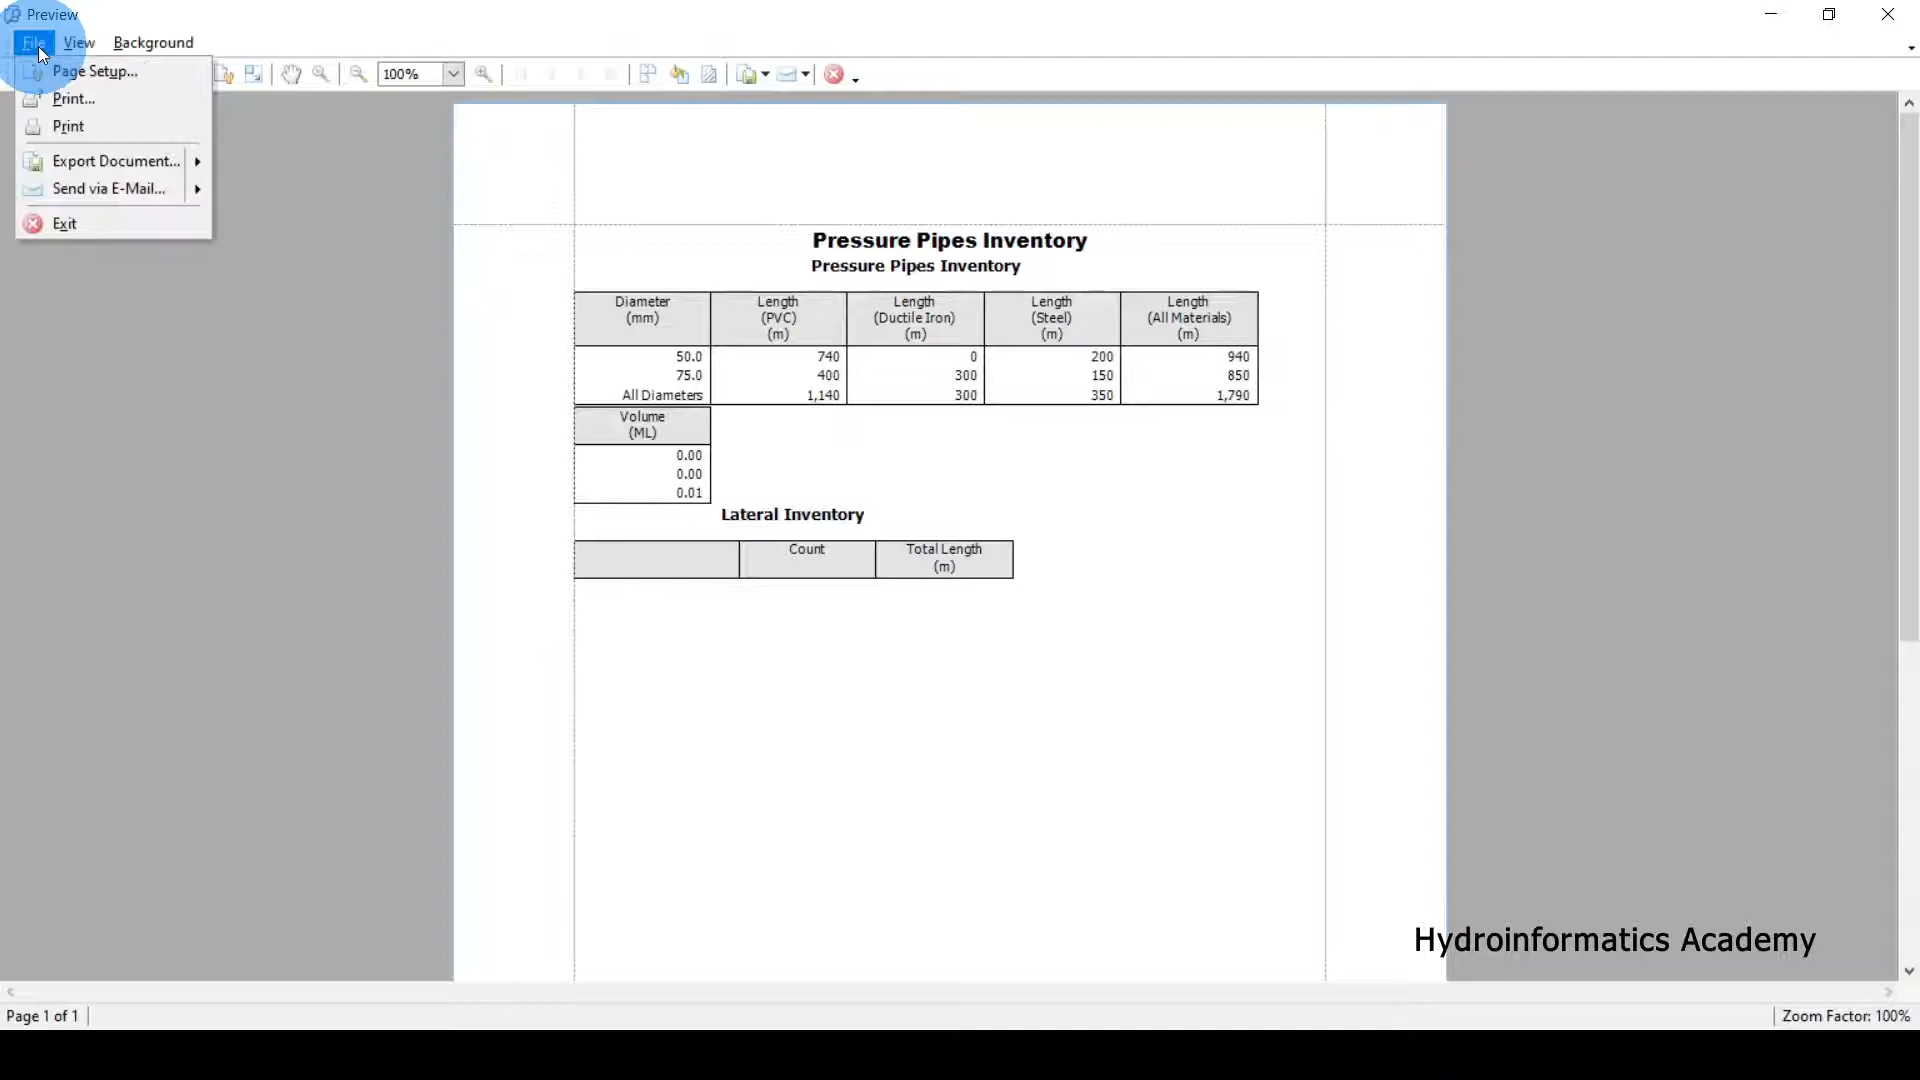 Preview
File View Background
Page Setup...
Print...
Print
Export Document...
Send via E-Mail...
Exit
100%
Pressure Pipes Inventory
Pressure Pipes Inventory
Diameter (mm) Length (PVC) (m) Length (Ductile Iron) (m) Length (Steel) (m) Length (All Materials) (m)
50.0 740 0 200 940
75.0 400 300 150 850
All Diameters 1,140 300 350 1,790
Volume
(ML)
0.00
0.00
0.01
Lateral Inventory
Count Total Length (m)
Hydroinformatics Academy
Page 1 of 1 Zoom Factor: 100%